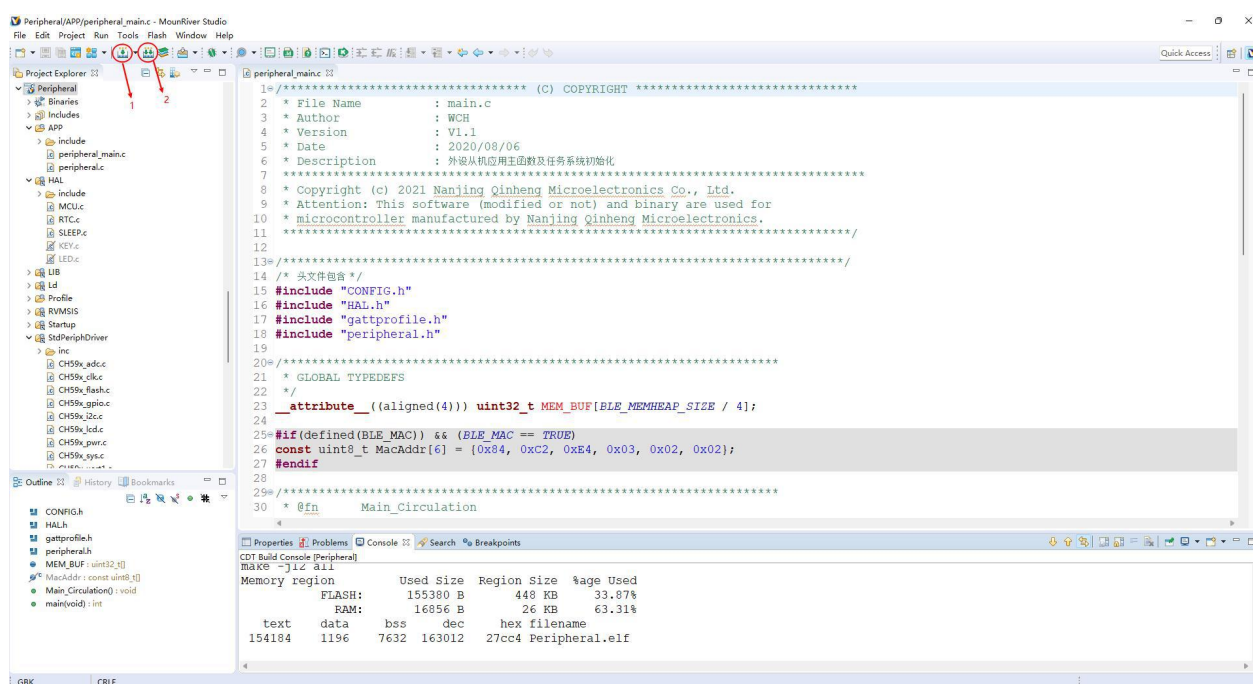 Peripheral/APP/peripheral_main.c - MounRiver Studio
File Edit Project Run Tools Flash Window Help
Quick Access
1 2
Project Explorer
Peripheral
Binaries
Includes
APP
include
peripheral_main.c
peripheral.c
HAL
include
MCU.c
RTC.c
SLEEP.c
KEY.c
LED.c
LIB
Ld
Profile
RVMSIS
Startup
StdPeriphDriver
inc
CH59x_adc.c
CH59x_clk.c
CH59x_flash.c
CH59x_gpio.c
CH59x_i2c.c
CH59x_lcd.c
CH59x_pwr.c
CH59x_sys.c
peripheral_main.c
1 /********************************** (C) COPYRIGHT *******************************
2 * File Name : main.c
3 * Author : WCH
4 * Version : V1.1
5 * Date : 2020/08/06
6 * Description : 外设从机应用主函数及任务系统初始化
7 *********************************************************************************
8 * Copyright (c) 2021 Nanjing Qinheng Microelectronics Co., Ltd.
9 * Attention: This software (modified or not) and binary are used for
10 * microcontroller manufactured by Nanjing Qinheng Microelectronics.
11 *******************************************************************************/
12
13 /******************************************************************************/
14 /* 头文件包含 */
15 #include "CONFIG.h"
16 #include "HAL.h"
17 #include "gattprofile.h"
18 #include "peripheral.h"
19
20 /*********************************************************************
21 * GLOBAL TYPEDEFS
22 */
23 __attribute__((aligned(4))) uint32_t MEM_BUF[BLE_MEMHEAP_SIZE / 4];
24
25 #if(defined(BLE_MAC)) && (BLE_MAC == TRUE)
26 const uint8_t MacAddr[6] = {0x84, 0xC2, 0xE4, 0x03, 0x02, 0x02};
27 #endif
28
29 /*********************************************************************
30 * @fn Main_Circulation
Outline History Bookmarks
CONFIG.h
HAL.h
gattprofile.h
peripheral.h
MEM_BUF : uint32_t[]
MacAddr : const uint8_t[]
Main_Circulation() : void
main(void) : int
Properties Problems Console Search Breakpoints
CDT Build Console [Peripheral]
make -j12 all
Memory region Used Size Region Size %age Used
FLASH: 155380 B 448 KB 33.87%
RAM: 16856 B 26 KB 63.31%
text data bss dec hex filename
154184 1196 7632 163012 27cc4 Peripheral.elf
GBK CRLF